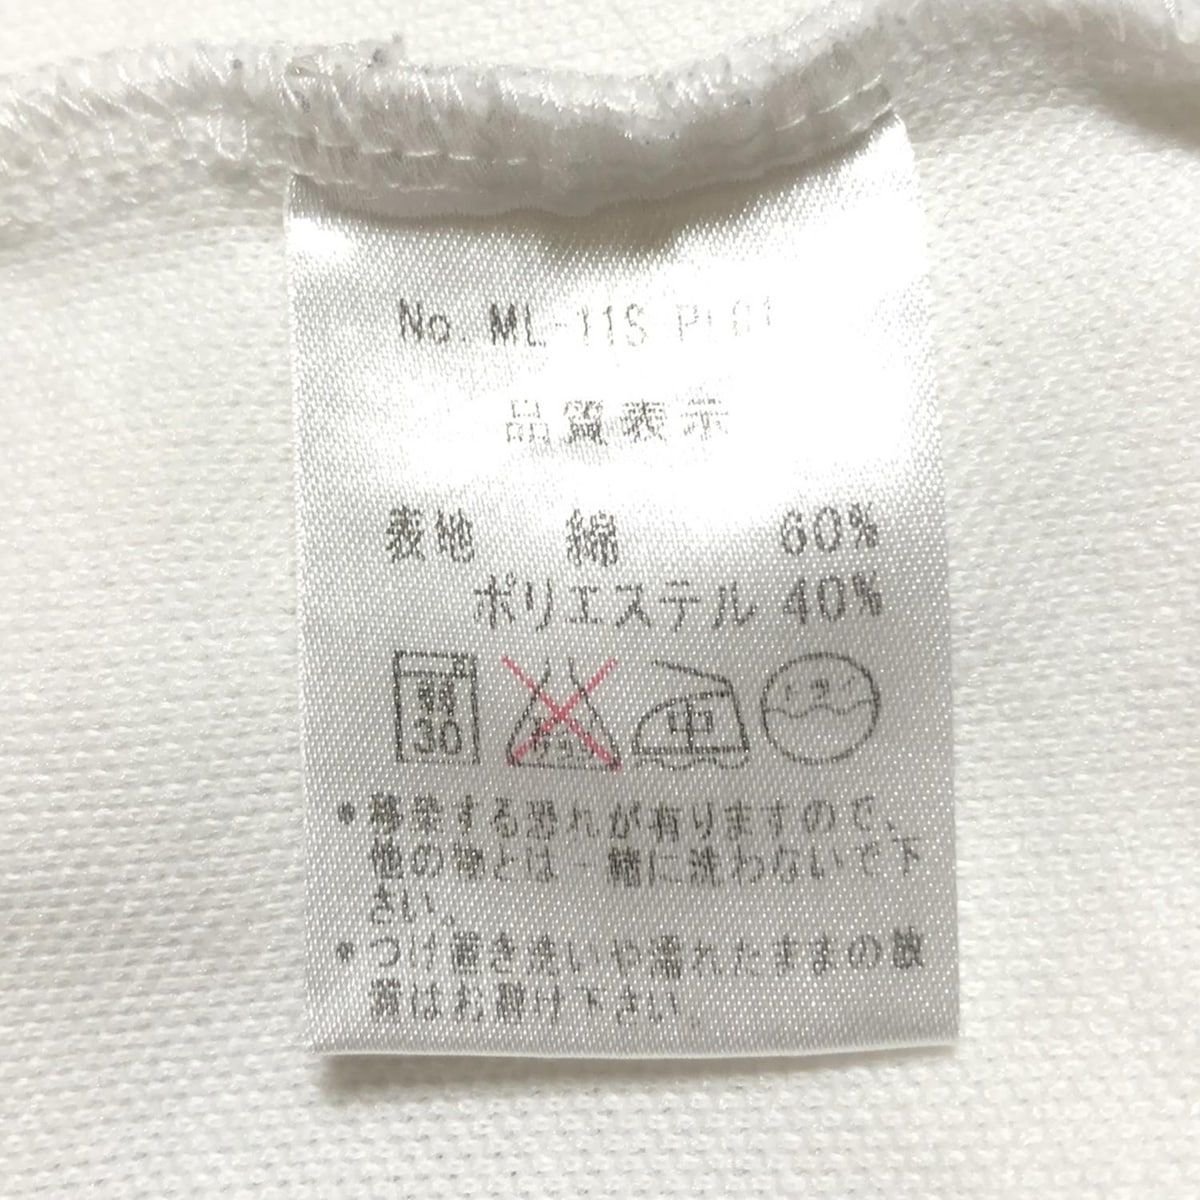 No. ML-11S PL01
品質表示
表地 綿 60%
ポリエステル 40%
弱 30
中
ドライ
●移染する恐れが有りますので、
他の物とは一緒に洗わないで下
さい。
●つけ置き洗いや濡れたままの放
置はお避け下さい。